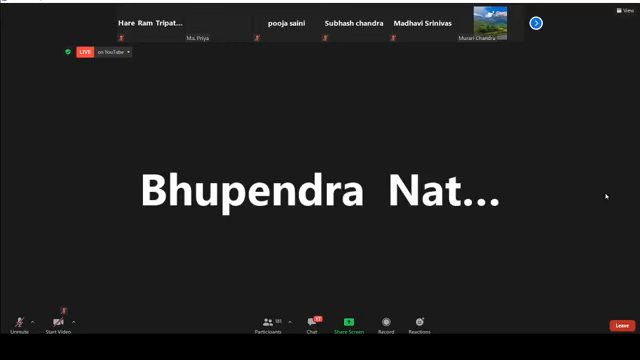 View
Hare Ram Tripat...
Ms. Priya
pooja saini
Subhash chandra
Madhavi Srinivas
Murari Chandra
LIVE on YouTube
Bhupendra Nat...
Unmute
Start Video
Participants
Chat
Share Screen
Record
Reactions
Leave